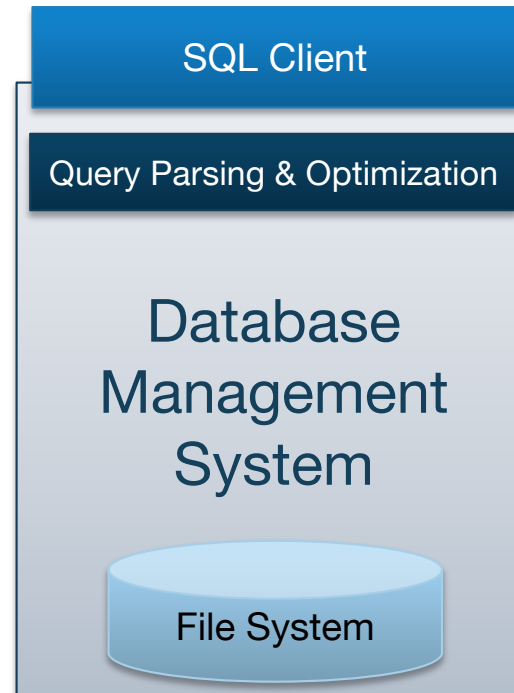 SQL Client
Query Parsing & Optimization
Database
Management
System
File System